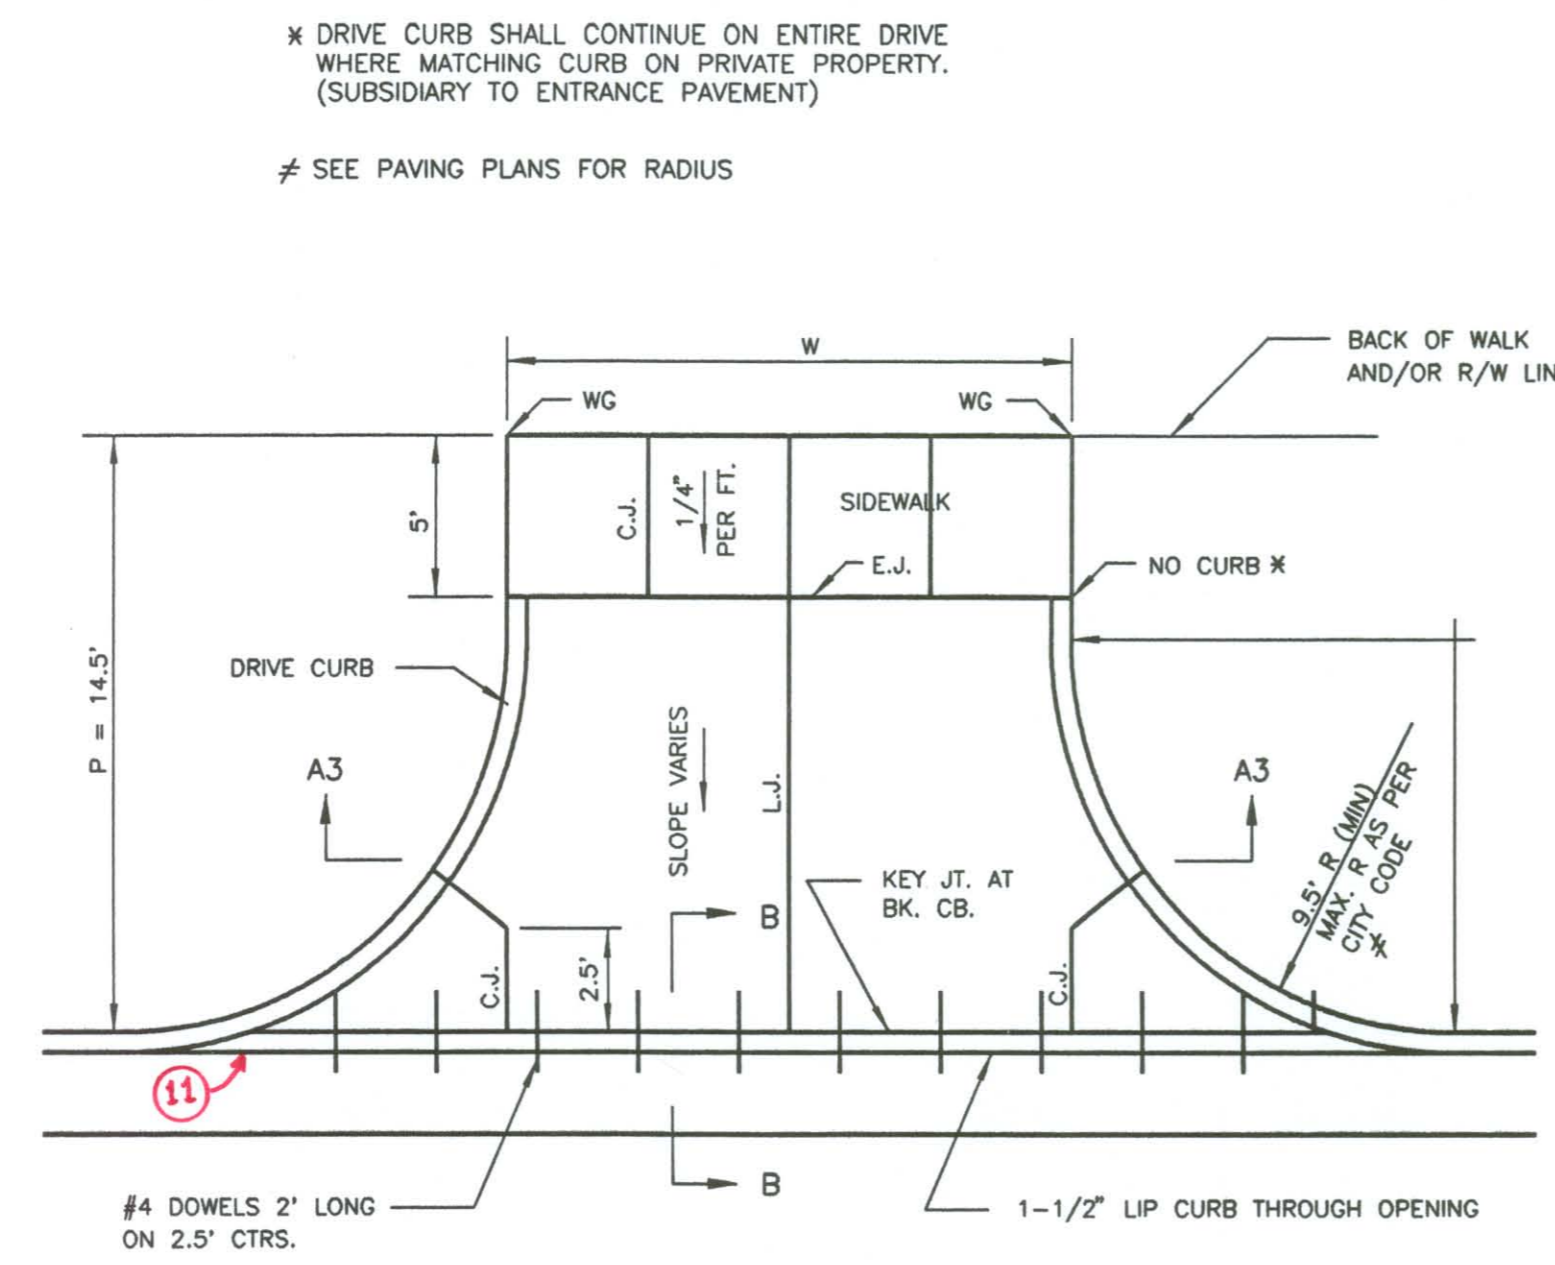 * DRIVE CURB SHALL CONTINUE ON ENTIRE DRIVE
WHERE MATCHING CURB ON PRIVATE PROPERTY.
(SUBSIDIARY TO ENTRANCE PAVEMENT)
≠ SEE PAVING PLANS FOR RADIUS
W
BACK OF WALK
AND/OR R/W LIN
WG
WG
5'
C.J.
1/4"
PER FT.
SIDEWALK
E.J.
NO CURB *
P = 14.5'
DRIVE CURB
SLOPE VARIES
L.J.
A3
A3
9.5' R (MIN)
MAX. R AS PER
CITY CODE
≠
KEY JT. AT
BK. CB.
B
C.J.
2.5'
C.J.
11
B
#4 DOWELS 2' LONG
ON 2.5' CTRS.
1-1/2" LIP CURB THROUGH OPENING